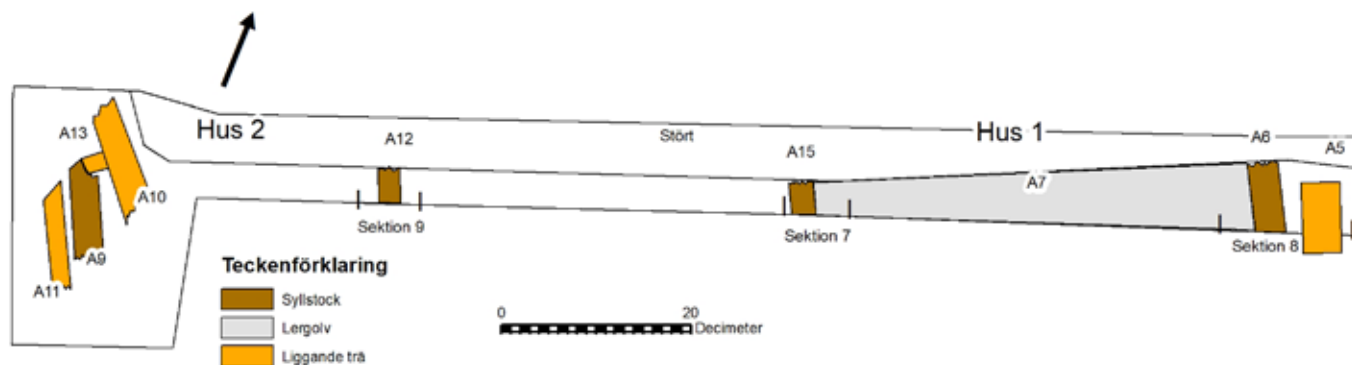 Hus 2
Stört
Hus 1
A13
A12
A15
A6
A5
A7
A10
A9
A11
Sektion 9
Sektion 7
Sektion 8
Teckenförklaring
Syllstock
Lergolv
Liggande trä
0 20
Decimeter